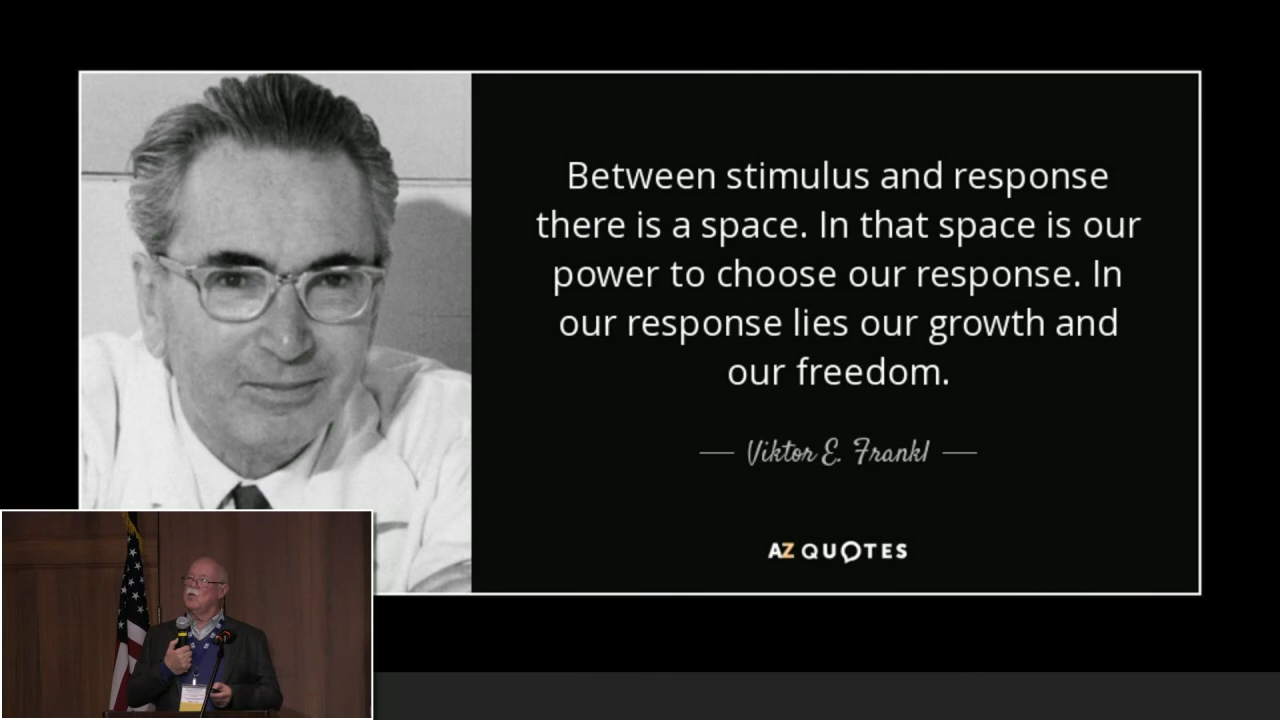 Between stimulus and response
there is a space. In that space is our
power to choose our response. In
our response lies our growth and
our freedom.
Viktor E. Frankl
AZ QUOTES